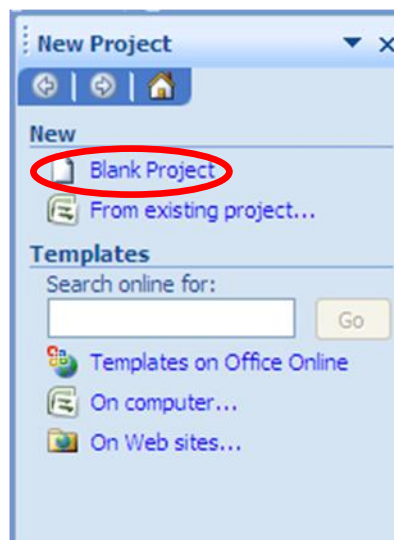 New Project
New
Blank Project
From existing project...
Templates
Search online for:
Go
Templates on Office Online
On computer...
On Web sites...